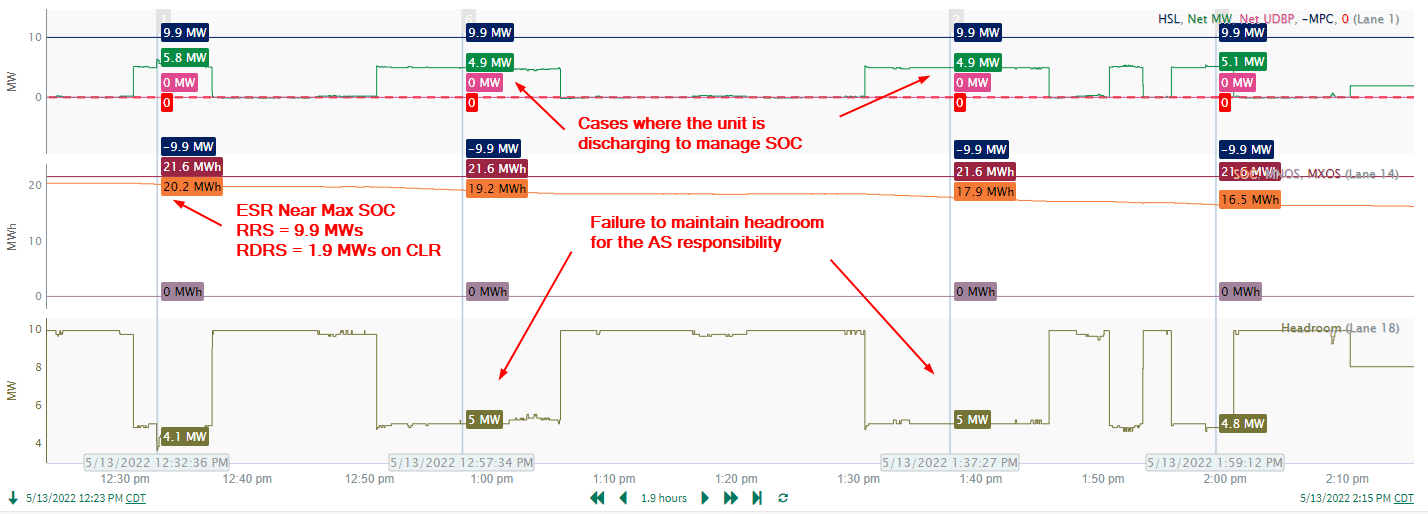 1
6
2
1
HSL, Net MW, Net UDBP, -MPC, 0 (Lane 1)
9.9 MW
9.9 MW
9.9 MW
9.9 MW
10
5.8 MW
4.9 MW
4.9 MW
5.1 MW
MW
0 MW
0 MW
0 MW
0 MW
0
0
0
0
0
Cases where the unit is
discharging to manage SOC
-9.9 MW
-9.9 MW
-9.9 MW
-9.9 MW
21.6 MWh
21.6 MWh
21.6 MWh
SOC, MNOS, MXOS (Lane 14)
20
20.2 MWh
19.2 MWh
17.9 MWh
16.5 MWh
MWh
ESR Near Max SOC
RRS = 9.9 MWs
RDRS = 1.9 MWs on CLR
Failure to maintain headroom
for the AS responsibility
10
0 MWh
0 MWh
0 MWh
0 MWh
0
Headroom (Lane 18)
10
8
MW
6
4
4.1 MW
5 MW
5 MW
4.8 MW
5/13/2022 12:32:36 PM
5/13/2022 12:57:34 PM
5/13/2022 1:37:27 PM
5/13/2022 1:59:12 PM
12:30 pm
12:40 pm
12:50 pm
1:00 pm
1:10 pm
1:20 pm
1:30 pm
1:40 pm
1:50 pm
2:00 pm
2:10 pm
5/13/2022 12:23 PM CDT
1.9 hours
5/13/2022 2:15 PM CDT